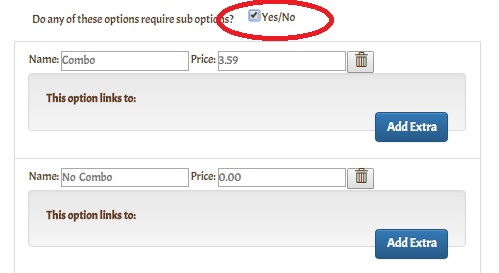 Do any of these options require sub options? Yes/No
Name: Combo Price: 3.59
This option links to:
Add Extra
Name: No Combo Price: 0.00
This option links to:
Add Extra